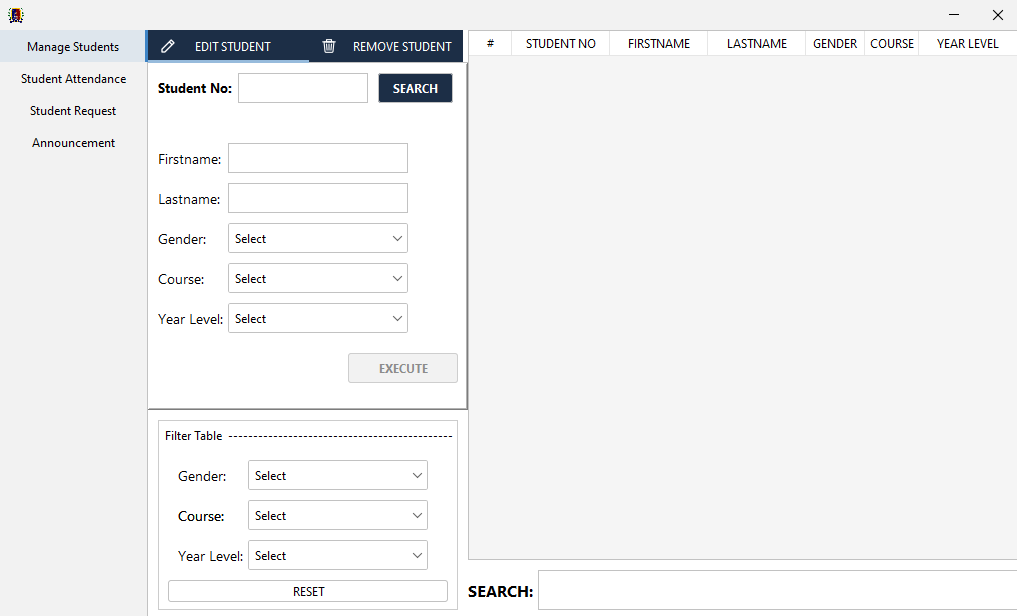 Manage Students
Student Attendance
Student Request
Announcement
EDIT STUDENT REMOVE STUDENT
Student No: SEARCH
Firstname:
Lastname:
Gender: Select
Course: Select
Year Level: Select
EXECUTE
Filter Table
Gender: Select
Course: Select
Year Level: Select
RESET
# STUDENT NO FIRSTNAME LASTNAME GENDER COURSE YEAR LEVEL
SEARCH: